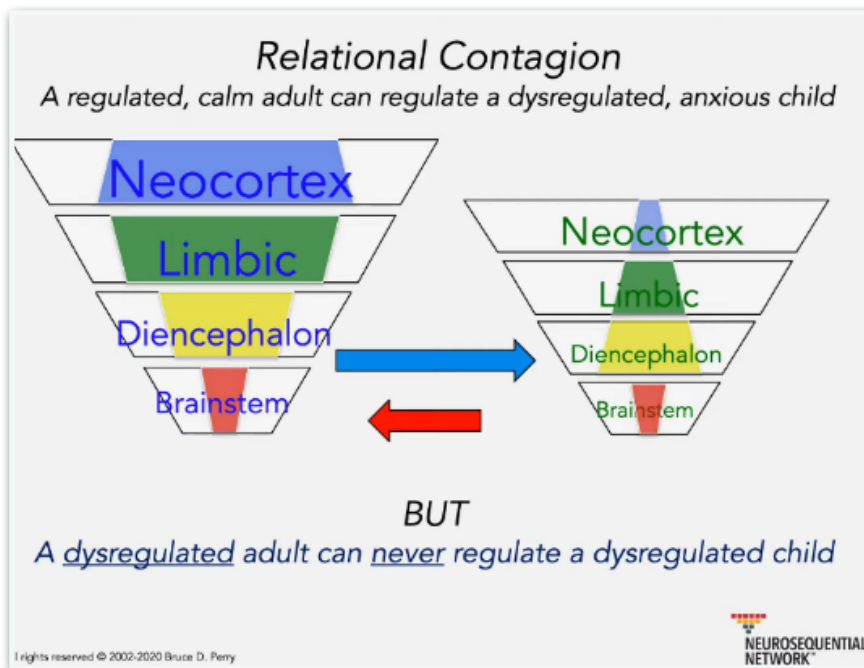 Relational Contagion
A regulated, calm adult can regulate a dysregulated, anxious child
Neocortex
Limbic
Diencephalon
Brainstem
Neocortex
Limbic
Diencephalon
Brainstem
BUT
A dysregulated adult can never regulate a dysregulated child
l rights reserved © 2002-2020 Bruce D. Perry
NEUROSEQUENTIAL
NETWORK™